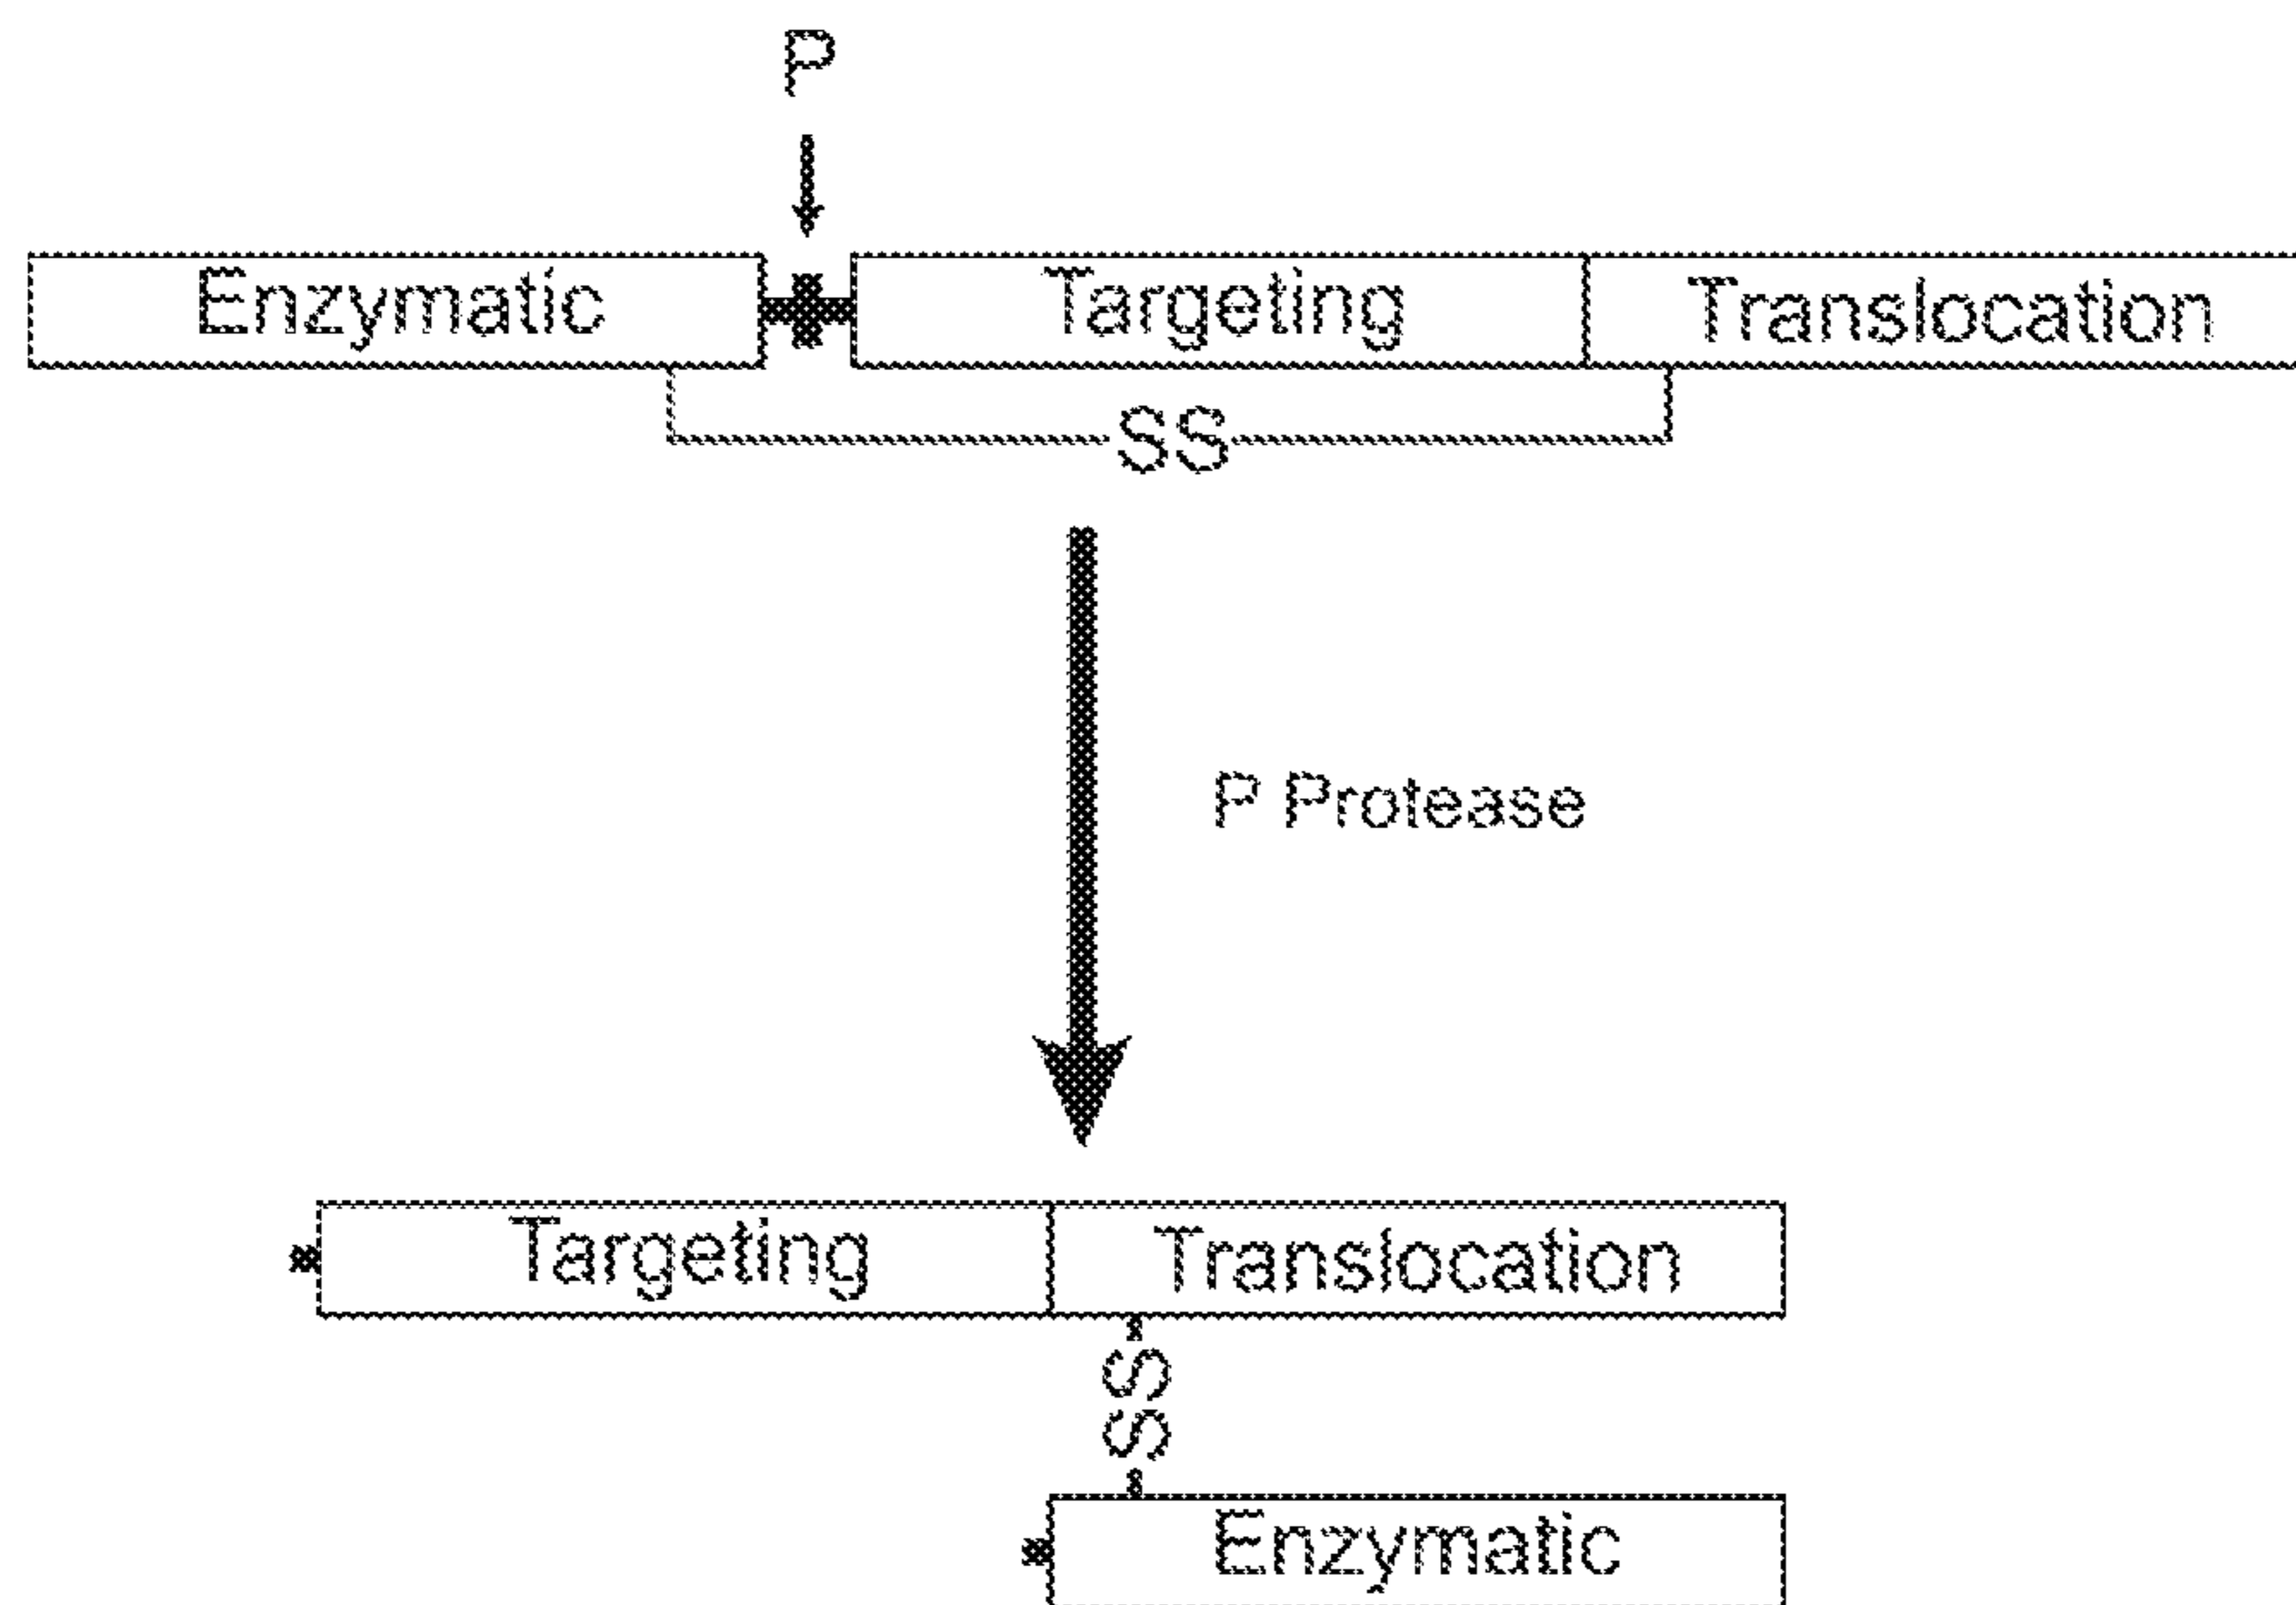 P
Enzymatic Targeting Translocation
SS
P Protease
Targeting Translocation
SS
Enzymatic